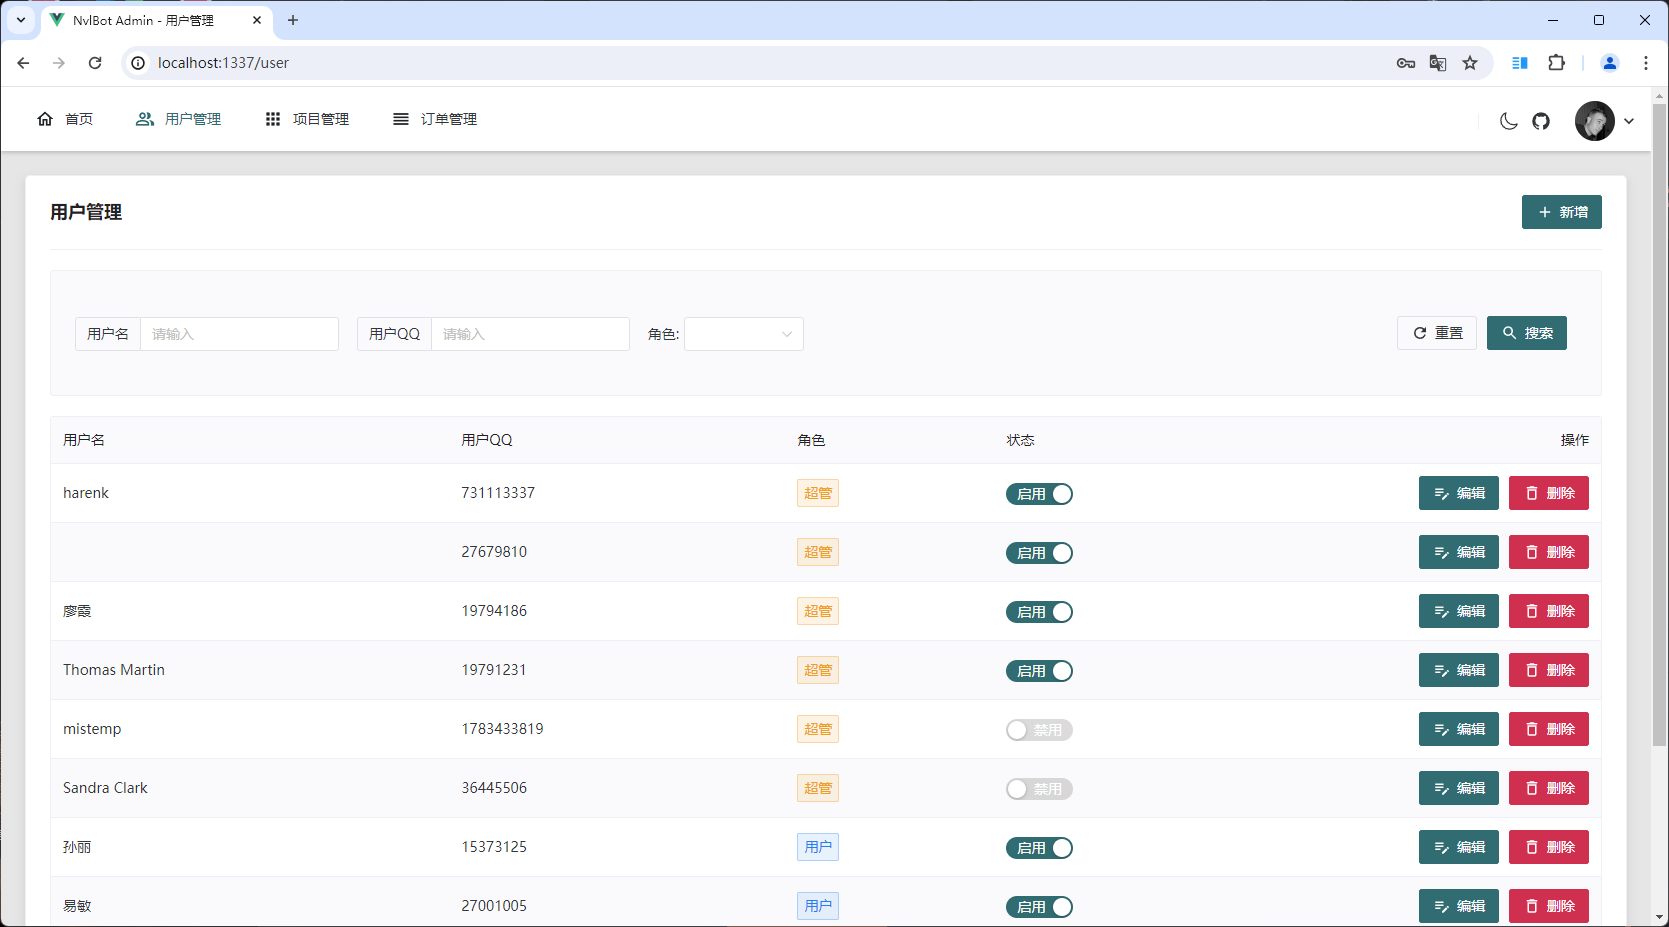 NvlBot Admin - 用户管理
localhost:1337/user
首页 用户管理 项目管理 订单管理
用户管理
新增
用户名 请输入 用户QQ 请输入 角色: 重置 搜索
用户名 用户QQ 角色 状态 操作
harenk 731113337 超管 启用 编辑 删除
27679810 超管 启用 编辑 删除
廖霞 19794186 超管 启用 编辑 删除
Thomas Martin 19791231 超管 启用 编辑 删除
mistemp 1783433819 超管 禁用 编辑 删除
Sandra Clark 36445506 超管 禁用 编辑 删除
孙丽 15373125 用户 启用 编辑 删除
易敏 27001005 用户 启用 编辑 删除